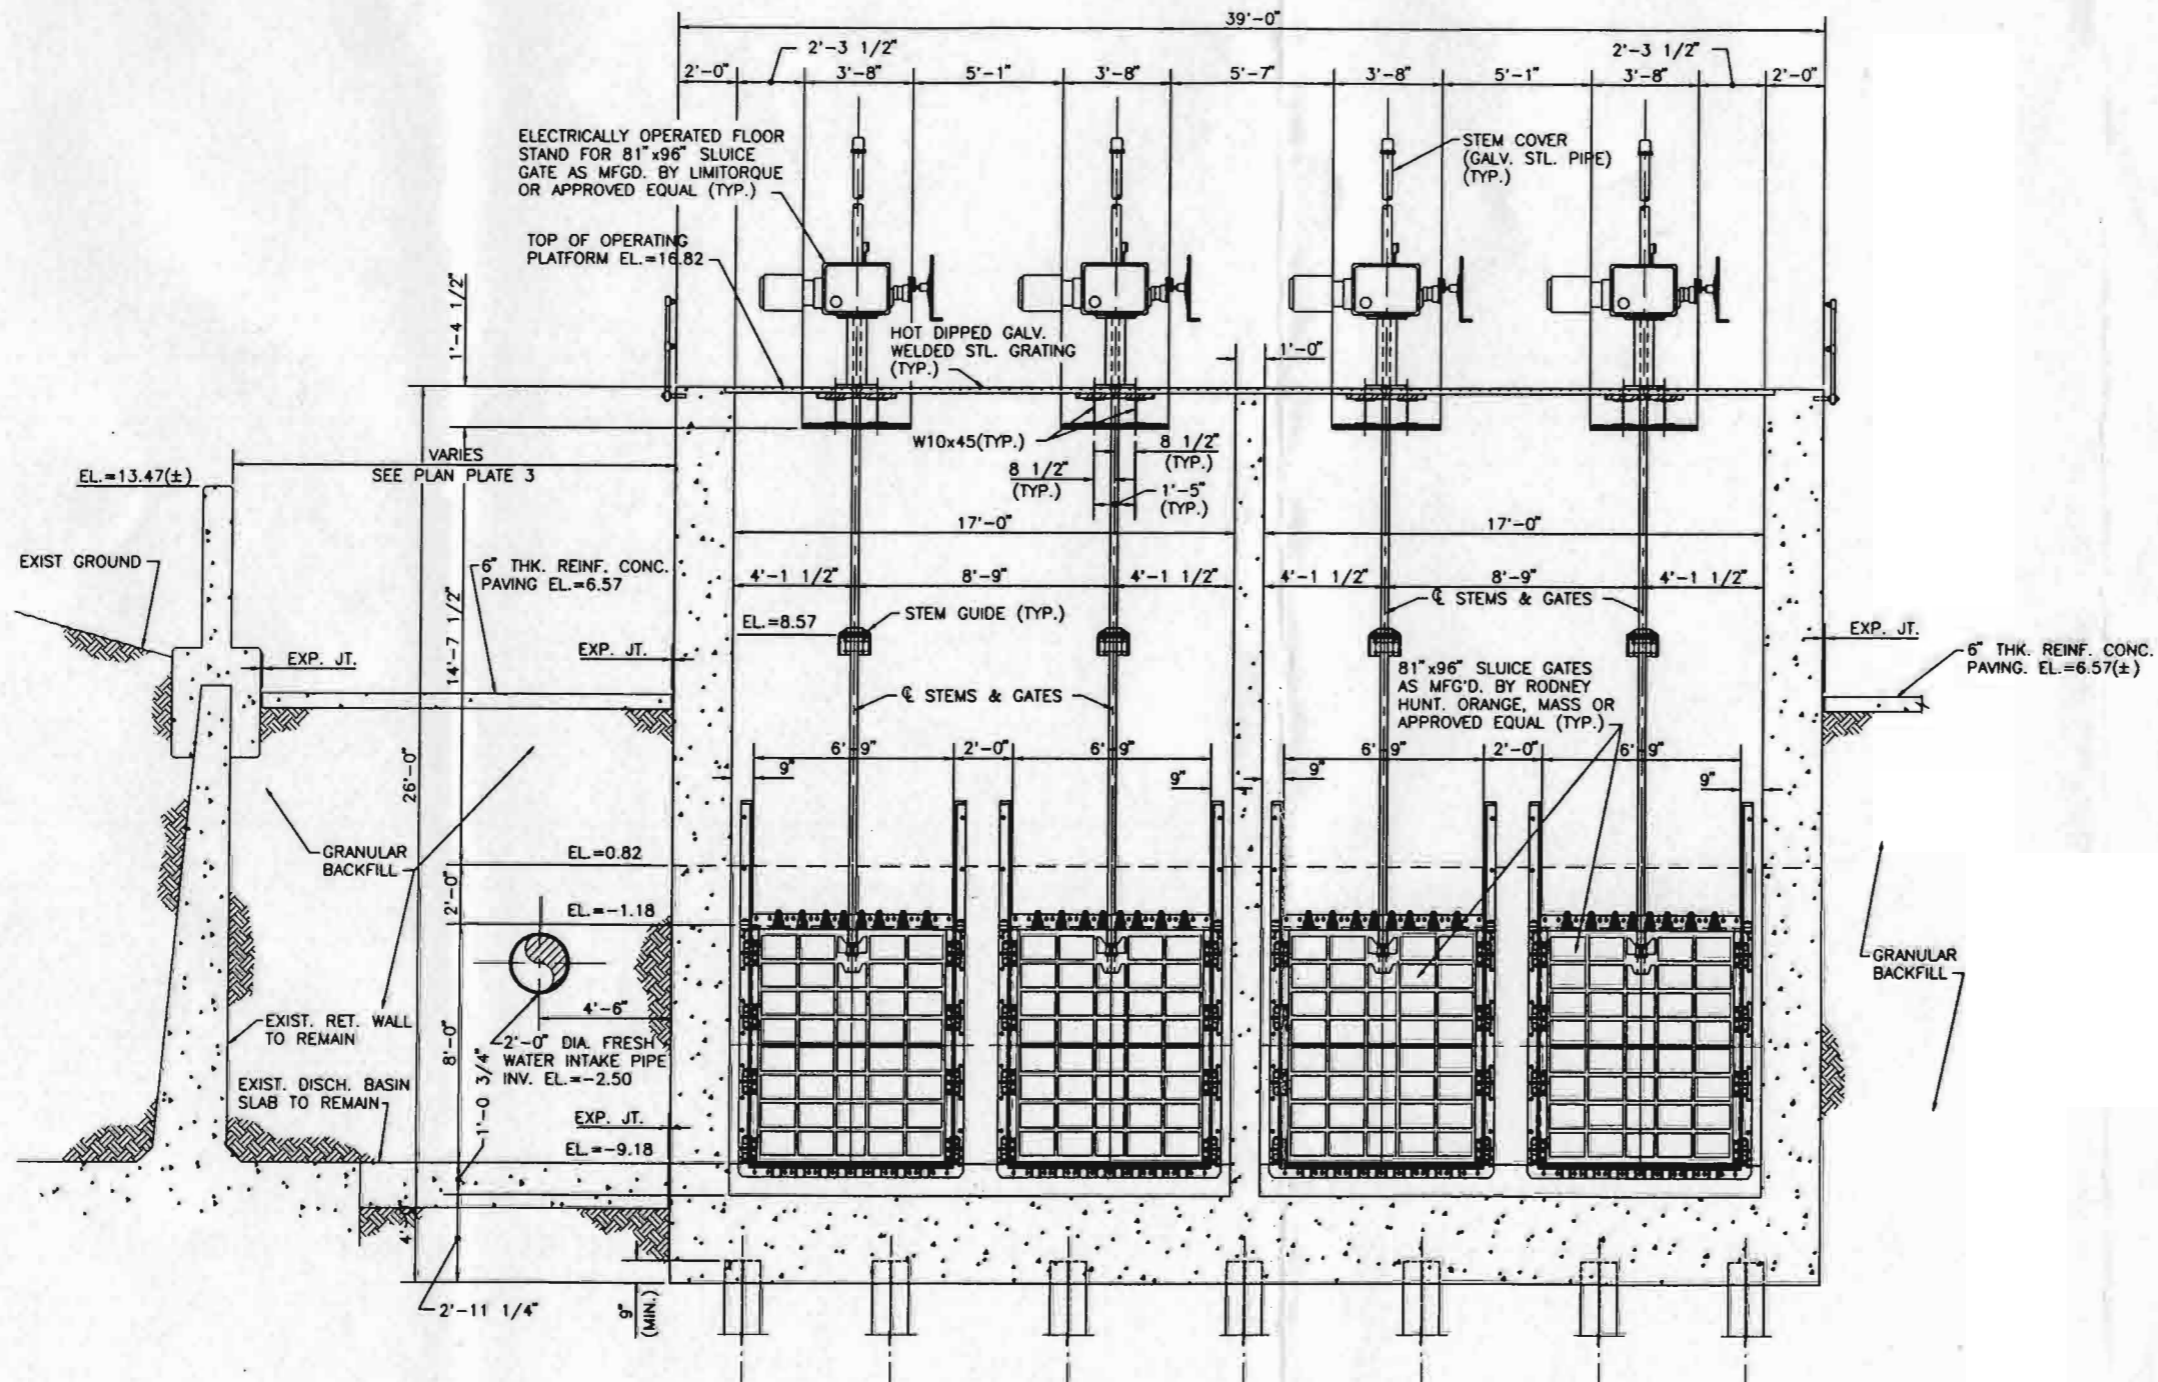 39'-0"
2'-3 1/2"
2'-3 1/2"
2'-0"
3'-8"
5'-1"
3'-8"
5'-7"
3'-8"
5'-1"
3'-8"
2'-0"
ELECTRICALLY OPERATED FLOOR
STAND FOR 81"x96" SLUICE
GATE AS MFGD. BY LIMITORQUE
OR APPROVED EQUAL (TYP.)
STEM COVER
(GALV. STL. PIPE)
(TYP.)
TOP OF OPERATING
PLATFORM EL.=16.82
1'-4 1/2"
HOT DIPPED GALV.
WELDED STL. GRATING
(TYP.)
1'-0"
W10x45(TYP.)
8 1/2"
(TYP.)
8 1/2"
(TYP.)
1'-5"
(TYP.)
VARIES
SEE PLAN PLATE 3
EL.=13.47(±)
17'-0"
17'-0"
EXIST GROUND
6" THK. REINF. CONC.
PAVING EL.=6.57
4'-1 1/2"
8'-9"
4'-1 1/2"
4'-1 1/2"
8'-9"
4'-1 1/2"
14'-7 1/2"
EL.=8.57
STEM GUIDE (TYP.)
℄ STEMS & GATES
EXP. JT.
6" THK. REINF. CONC.
PAVING. EL.=6.57(±)
EXP. JT.
EXP. JT.
℄ STEMS & GATES
81"x96" SLUICE GATES
AS MFG'D. BY RODNEY
HUNT. ORANGE, MASS OR
APPROVED EQUAL (TYP.)
6'-9"
2'-0"
6'-9"
6'-9"
2'-0"
6'-9"
9"
9"
9"
9"
26'-0"
GRANULAR
BACKFILL
EL.=0.82
2'-0"
EL.=-1.18
GRANULAR
BACKFILL
4'-6"
EXIST. RET. WALL
TO REMAIN
8'-0"
2'-0" DIA. FRESH
WATER INTAKE PIPE
INV. EL.=-2.50
1'-0 3/4"
EXIST. DISCH. BASIN
SLAB TO REMAIN
EXP. JT.
EL.=-9.18
4"
2'-11 1/4"
9"
(MIN.)